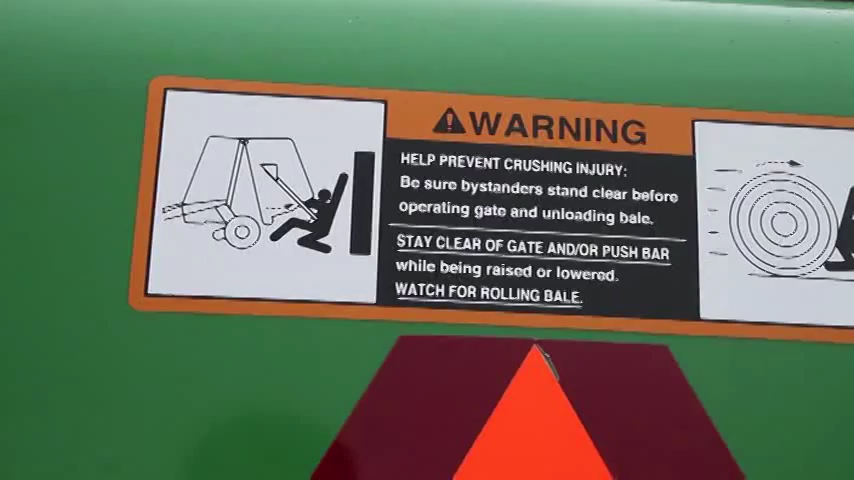 WARNING
HELP PREVENT CRUSHING INJURY:
Be sure bystanders stand clear before
operating gate and unloading bale.
STAY CLEAR OF GATE AND/OR PUSH BAR
while being raised or lowered.
WATCH FOR ROLLING BALE.